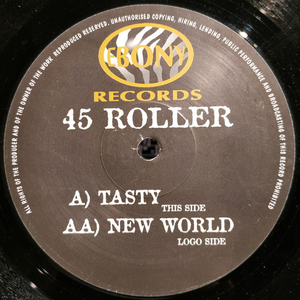 ALL RIGHTS OF THE PRODUCER AND OF THE OWNER OF THE WORK REPRODUCED RESERVED. UNAUTHORISED COPYING, HIRING, LENDING, PUBLIC PERFORMANCE AND BROADCASTING OF THIS RECORD PROHIBITED
EBONY
RECORDS
45 ROLLER
A) TASTY
THIS SIDE
AA) NEW WORLD
LOGO SIDE